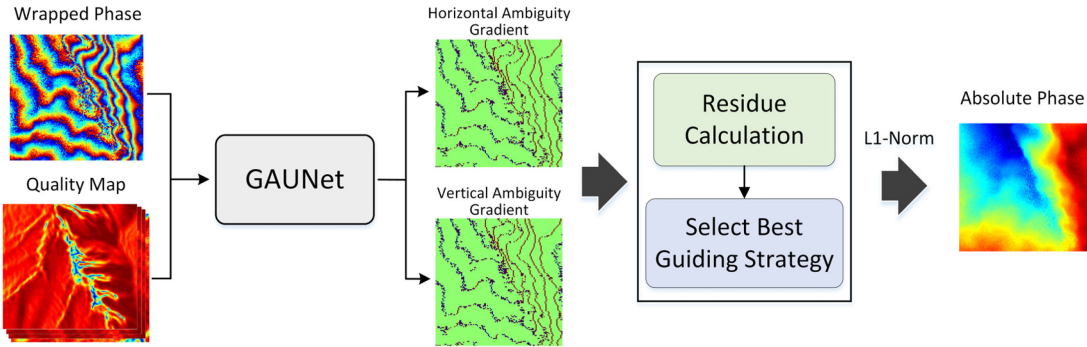 Wrapped Phase
Quality Map
GAUNet
Horizontal Ambiguity
Gradient
Vertical Ambiguity
Gradient
Residue
Calculation
Select Best
Guiding Strategy
L1-Norm
Absolute Phase